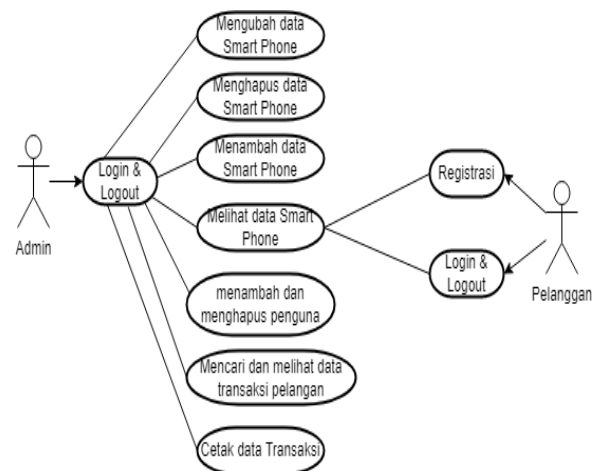 Mengubah data
Smart Phone
Menghapus data
Smart Phone
Menambah data
Smart Phone
Login &
Logout
Admin
Melihat data Smart
Phone
Registrasi
Login &
Logout
Pelanggan
menambah dan
menghapus penguna
Mencari dan melihat data
transaksi pelangan
Cetak data Transaksi